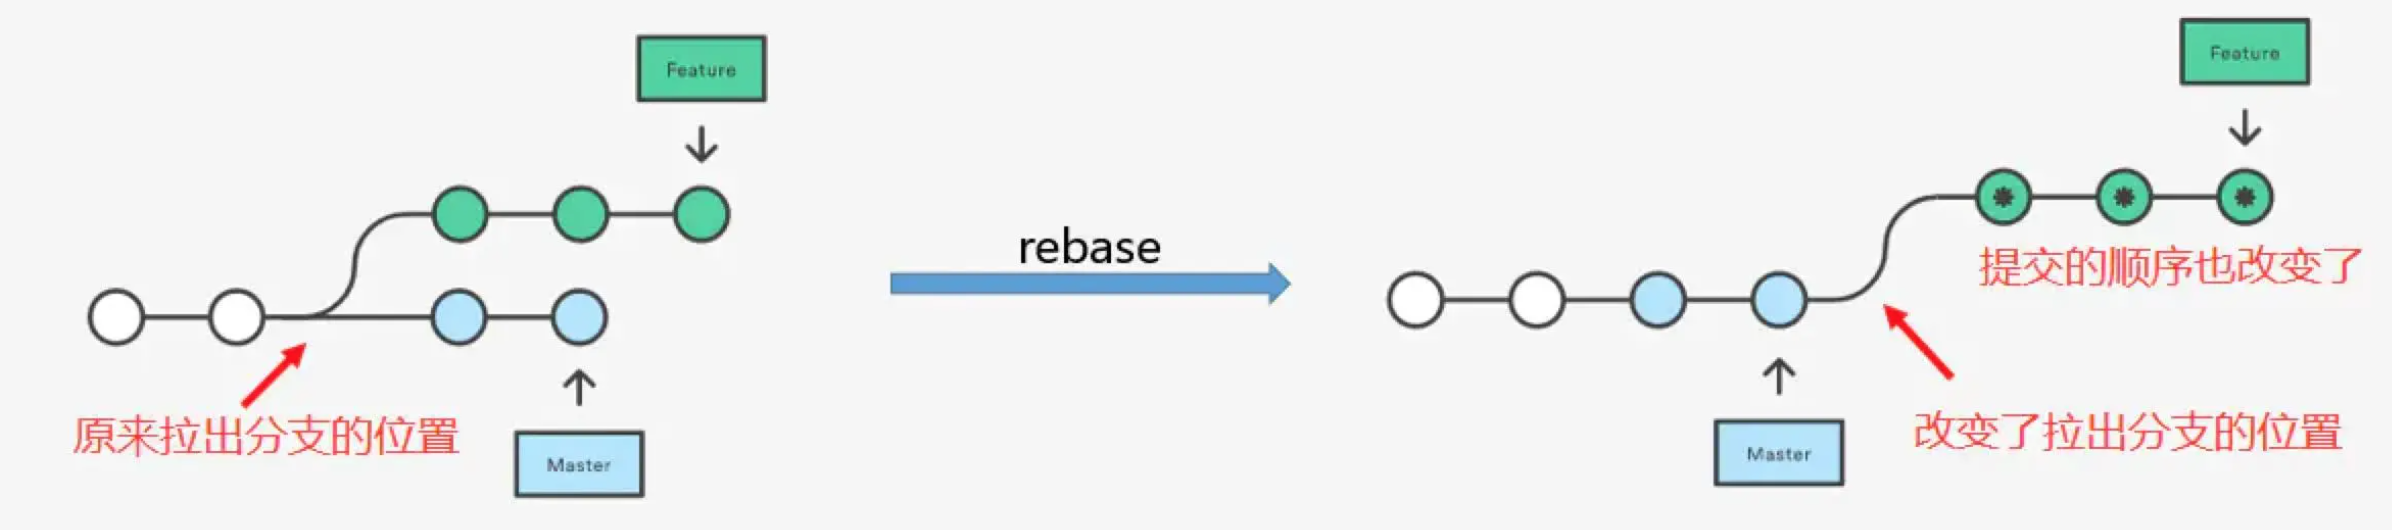 Feature
rebase
原来拉出分支的位置
Master
Feature
提交的顺序也改变了
改变了拉出分支的位置
Master